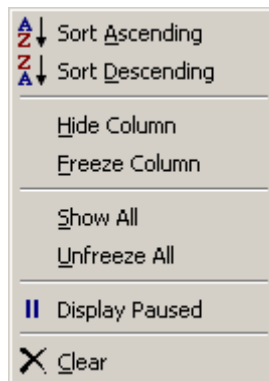 Sort Ascending
Sort Descending
Hide Column
Freeze Column
Show All
Unfreeze All
Display Paused
Clear